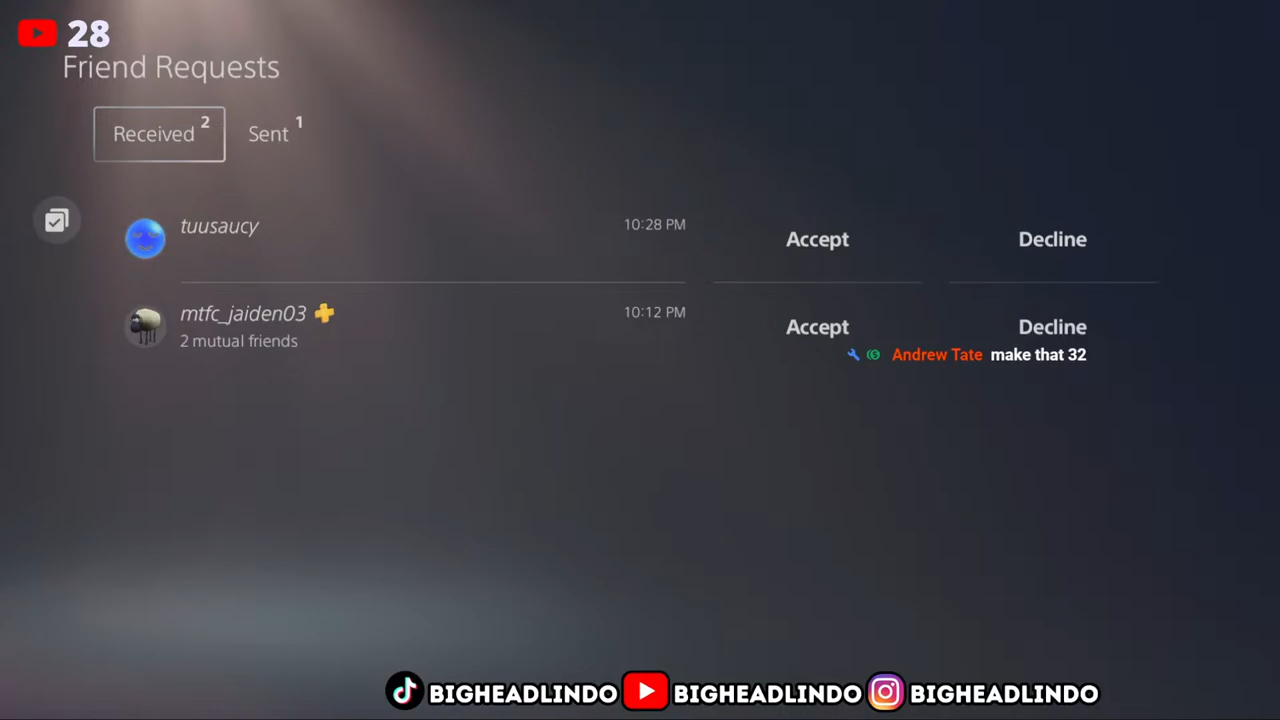 28
Friend Requests
Received 2 Sent 1
tuusaucy 10:28 PM Accept Decline
mtfc_jaiden03 10:12 PM Accept Decline
2 mutual friends
Andrew Tate make that 32
BIGHEADLINDO BIGHEADLINDO BIGHEADLINDO